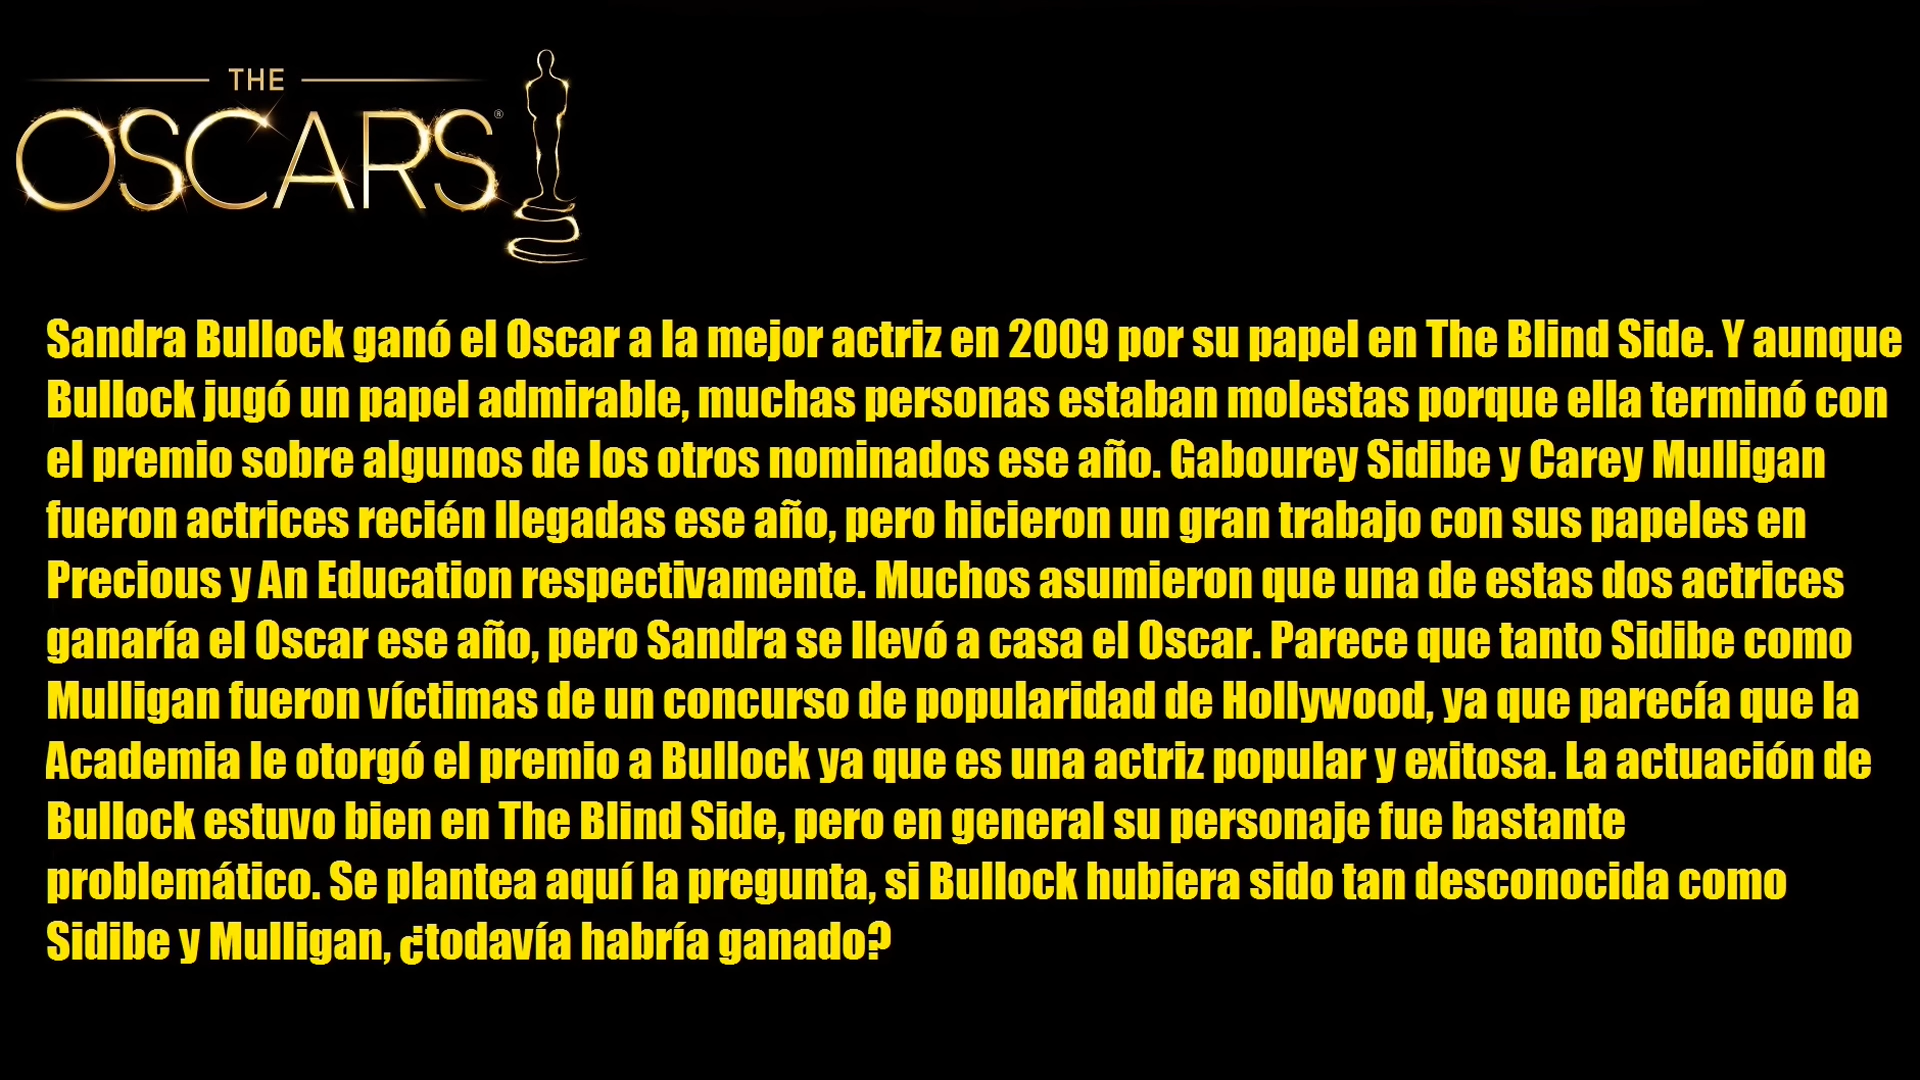 THE
OSCARS®
Sandra Bullock ganó el Oscar a la mejor actriz en 2009 por su papel en The Blind Side. Y aunque
Bullock jugó un papel admirable, muchas personas estaban molestas porque ella terminó con
el premio sobre algunos de los otros nominados ese año. Gabourey Sidibe y Carey Mulligan
fueron actrices recién llegadas ese año, pero hicieron un gran trabajo con sus papeles en
Precious y An Education respectivamente. Muchos asumieron que una de estas dos actrices
ganaría el Oscar ese año, pero Sandra se llevó a casa el Oscar. Parece que tanto Sidibe como
Mulligan fueron víctimas de un concurso de popularidad de Hollywood, ya que parecía que la
Academia le otorgó el premio a Bullock ya que es una actriz popular y exitosa. La actuación de
Bullock estuvo bien en The Blind Side, pero en general su personaje fue bastante
problemático. Se plantea aquí la pregunta, si Bullock hubiera sido tan desconocida como
Sidibe y Mulligan, ¿todavía habría ganado?